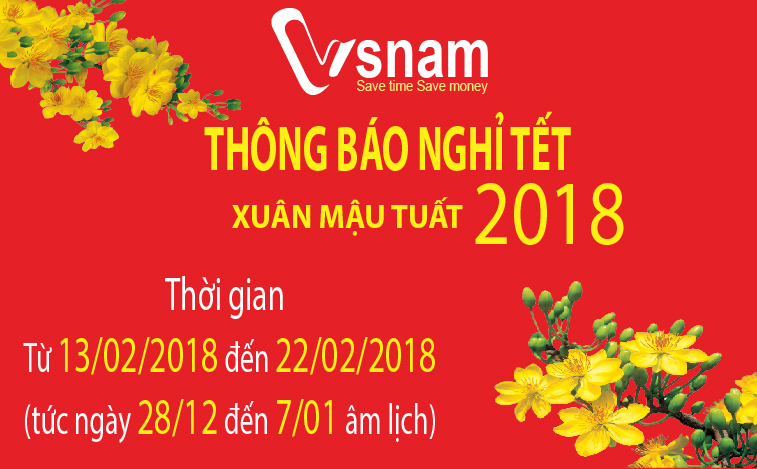 Vsnam
Save time Save money
THÔNG BÁO NGHỈ TẾT
XUÂN MẬU TUẤT 2018
Thời gian
Từ 13/02/2018 đến 22/02/2018
(tức ngày 28/12 đến 7/01 âm lịch)